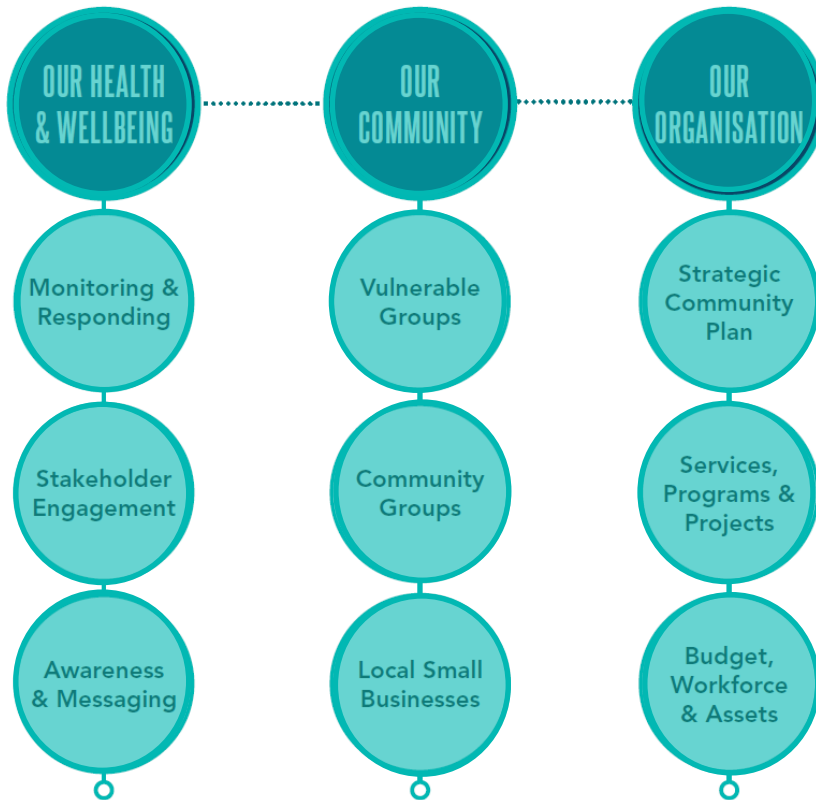 OUR HEALTH
& WELLBEING
OUR
COMMUNITY
OUR
ORGANISATION
Monitoring &
Responding
Vulnerable
Groups
Strategic
Community
Plan
Stakeholder
Engagement
Community
Groups
Services,
Programs &
Projects
Awareness
& Messaging
Local Small
Businesses
Budget,
Workforce
& Assets